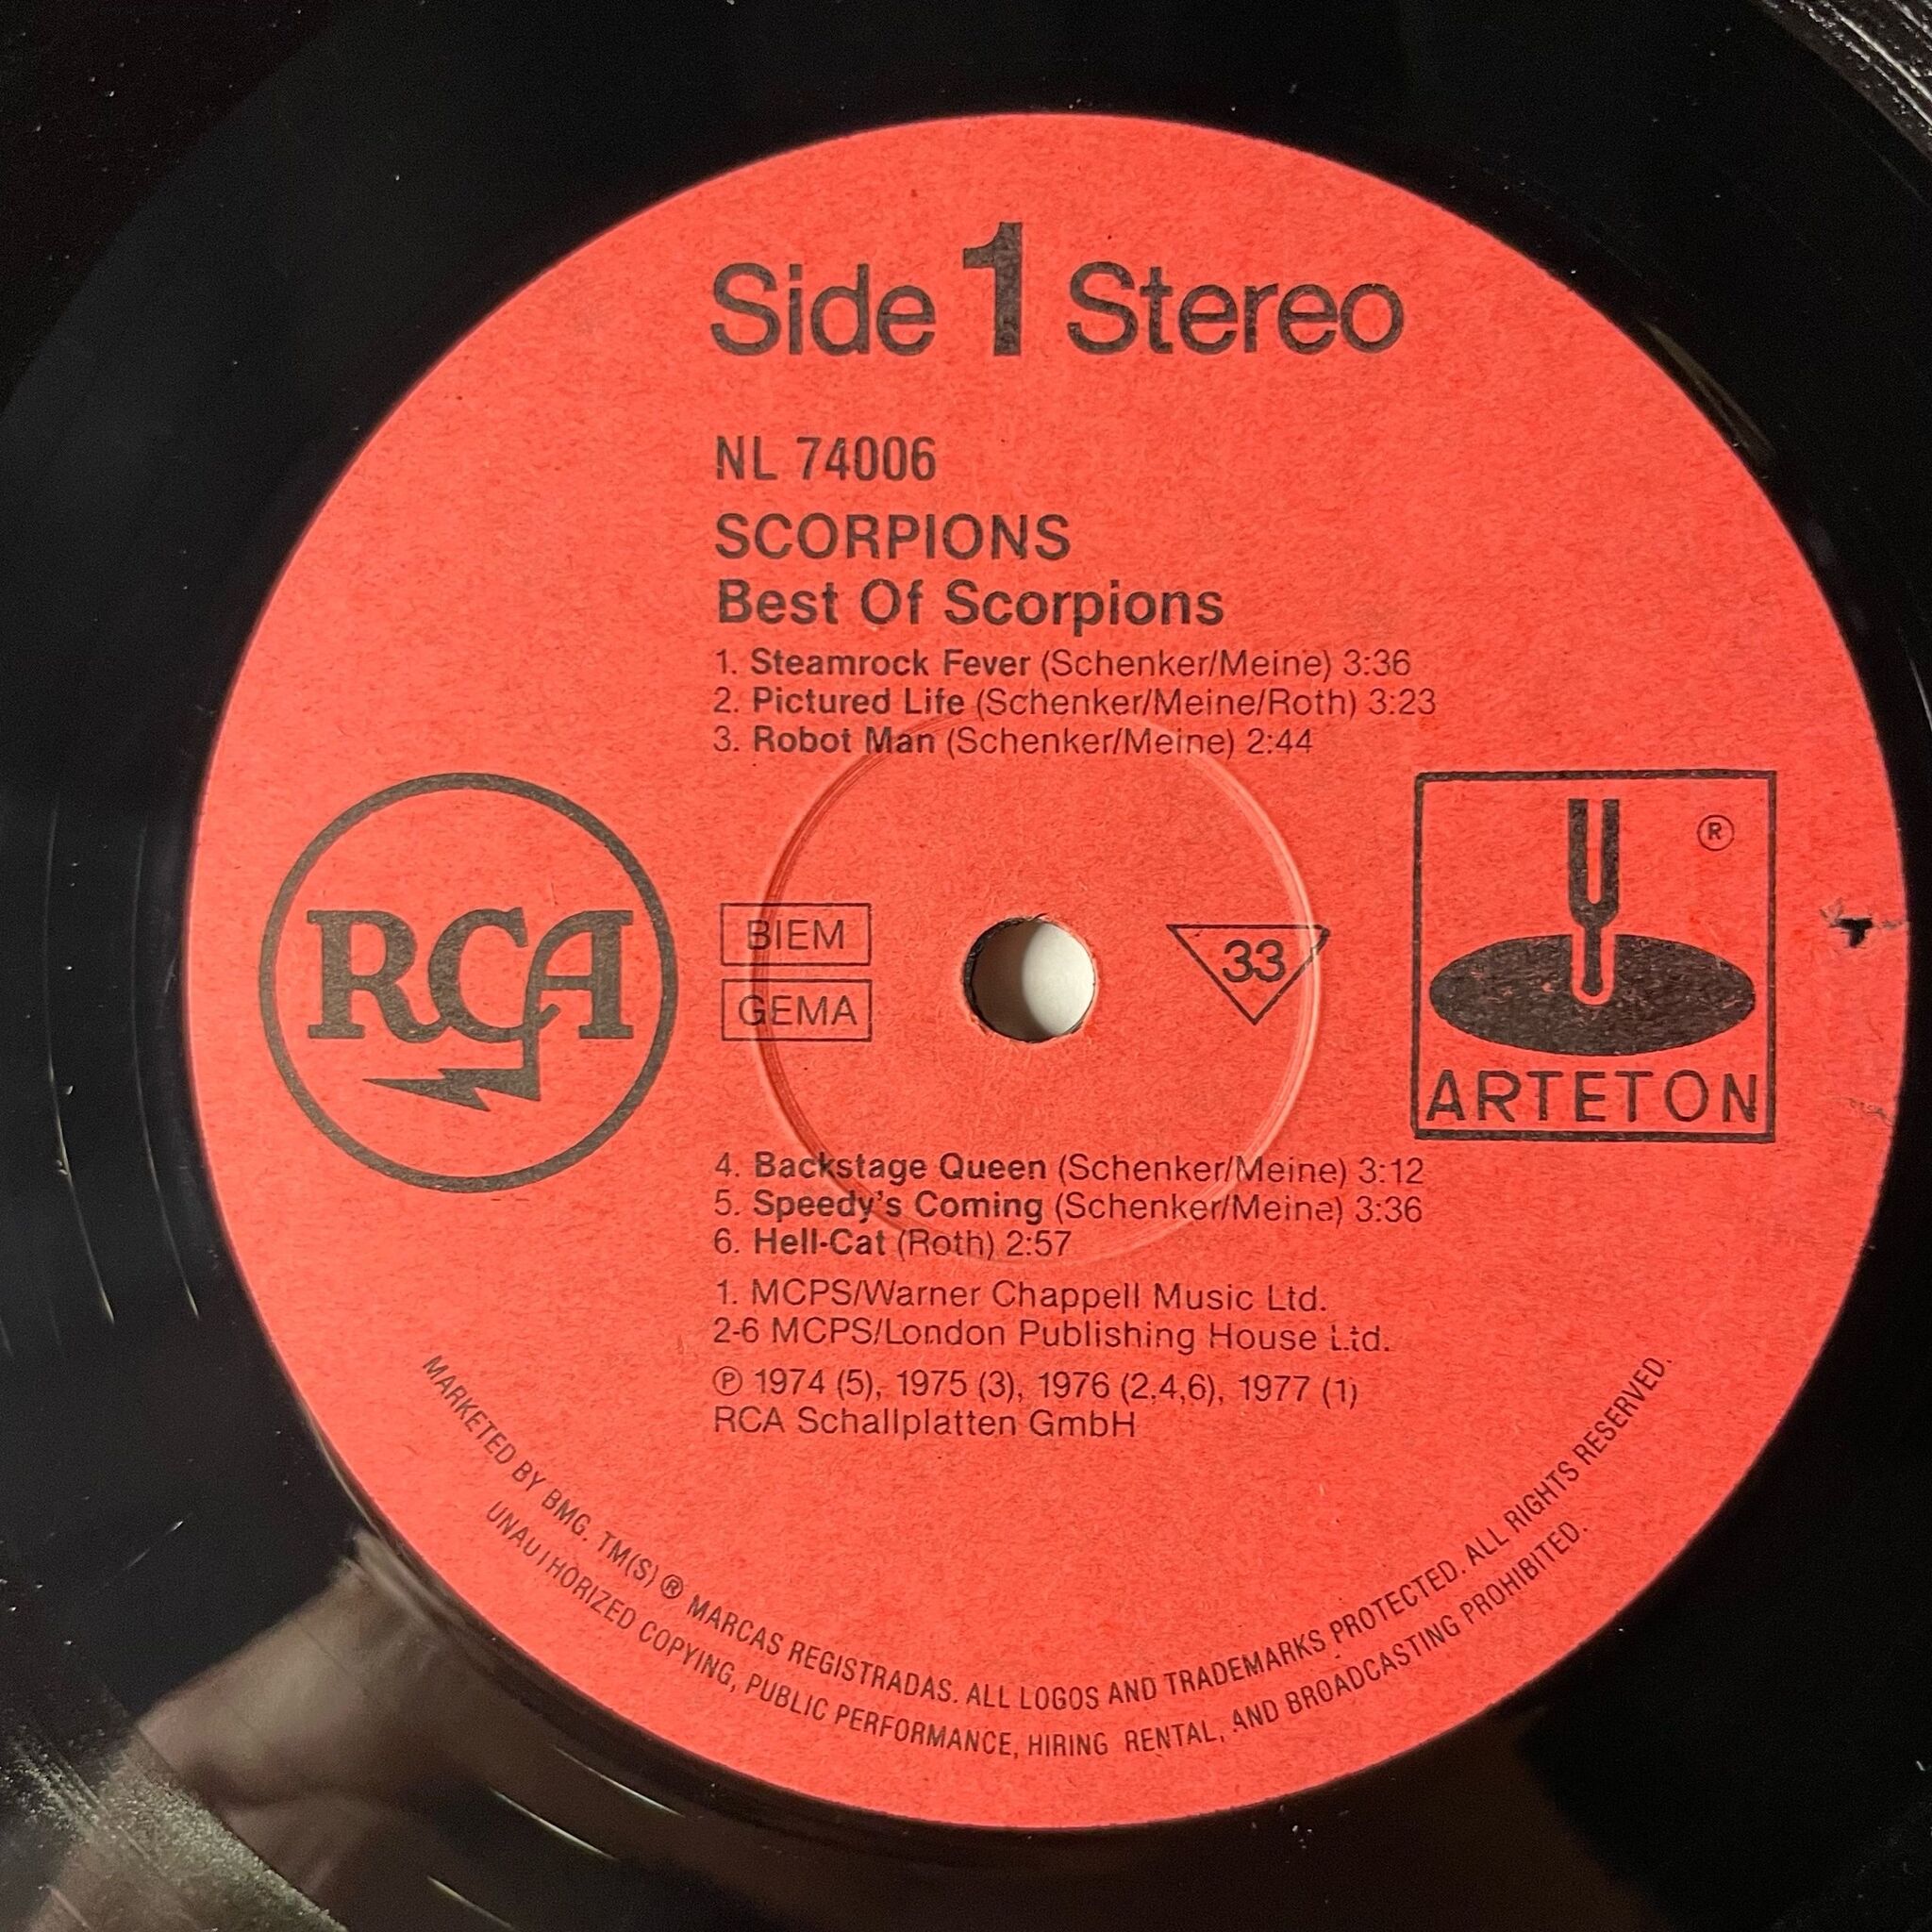 Side 1 Stereo
NL 74006
SCORPIONS
Best Of Scorpions
1. Steamrock Fever (Schenker/Meine) 3:36
2. Pictured Life (Schenker/Meine/Roth) 3:23
3. Robot Man (Schenker/Meine) 2:44
RCA
BIEM
GEMA
33
®
ARTETON
4. Backstage Queen (Schenker/Meine) 3:12
5. Speedy's Coming (Schenker/Meine) 3:36
6. Hell-Cat (Roth) 2:57
1. MCPS/Warner Chappell Music Ltd.
2-6 MCPS/London Publishing House Ltd.
℗ 1974 (5), 1975 (3), 1976 (2,4,6), 1977 (1)
RCA Schallplatten GmbH
MARKETED BY BMG. TM(S) ® MARCAS REGISTRADAS. ALL LOGOS AND TRADEMARKS PROTECTED. ALL RIGHTS RESERVED.
UNAUTHORIZED COPYING, PUBLIC PERFORMANCE, HIRING RENTAL, AND BROADCASTING PROHIBITED.